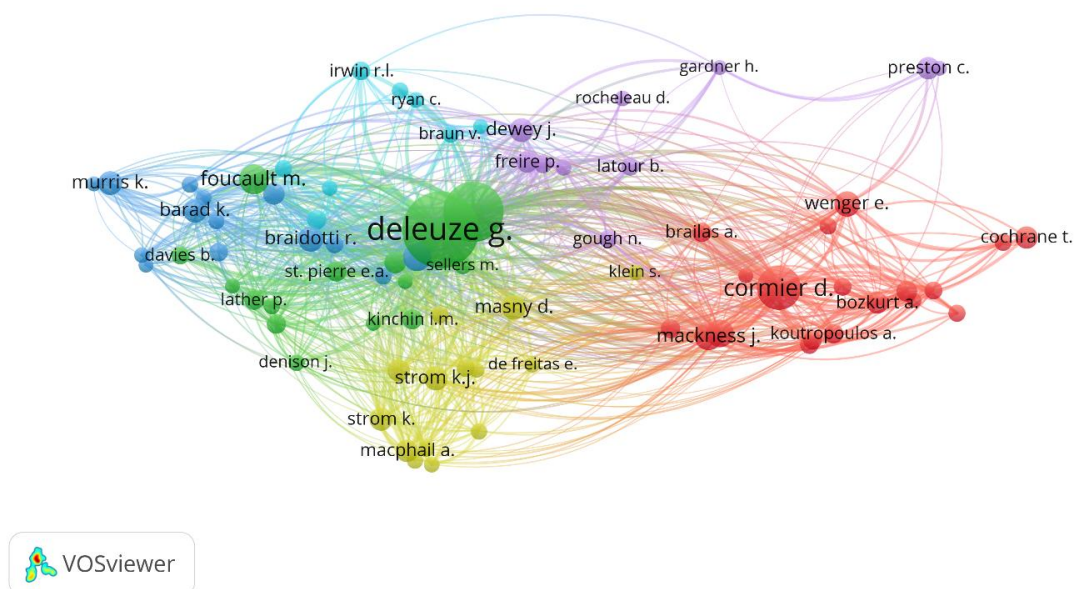 irwin r.l.
gardner h.
preston c.
ryan c.
rocheleau d.
braun v.
dewey j.
freire p.
latour b.
murris k.
foucault m.
barad k.
wenger e.
deleuze g.
braidotti r.
gough n.
brailas a.
cochrane t.
davies b.
st. pierre e.a.
sellers m.
klein s.
lather p.
masny d.
cormier d.
bozkurt a.
kinchin i.m.
mackness j.
koutropoulos a.
denison j.
strom k.j.
de freitas e.
strom k.
macphail a.
VOSviewer